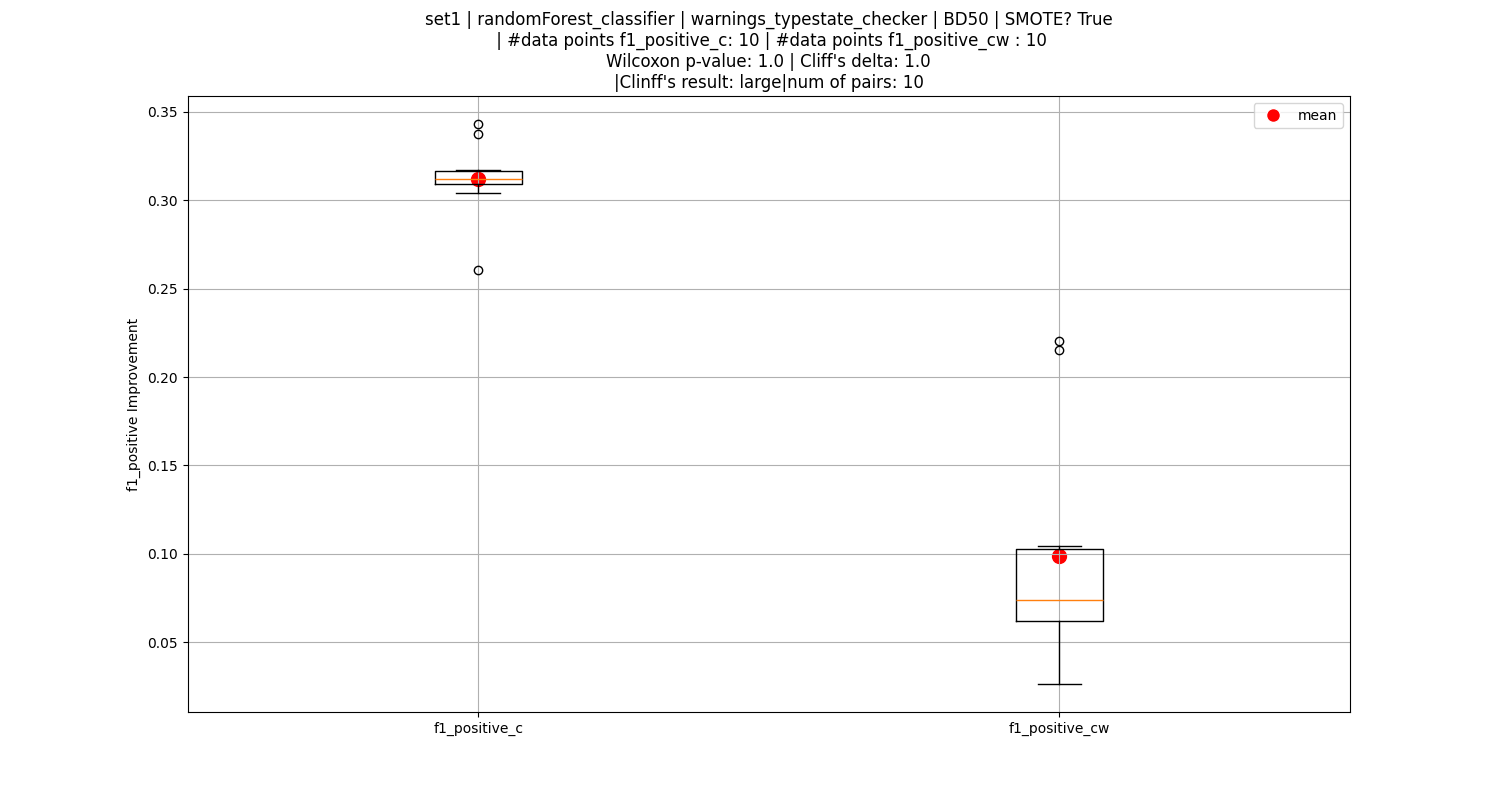 set1 | randomForest_classifier | warnings_typestate_checker | BD50 | SMOTE? True
| #data points f1_positive_c: 10 | #data points f1_positive_cw : 10
Wilcoxon p-value: 1.0 | Cliff's delta: 1.0
|Clinff's result: large|num of pairs: 10
mean
0.35
0.30
0.25
0.20
0.15
0.10
0.05
f1_positive Improvement
f1_positive_c
f1_positive_cw